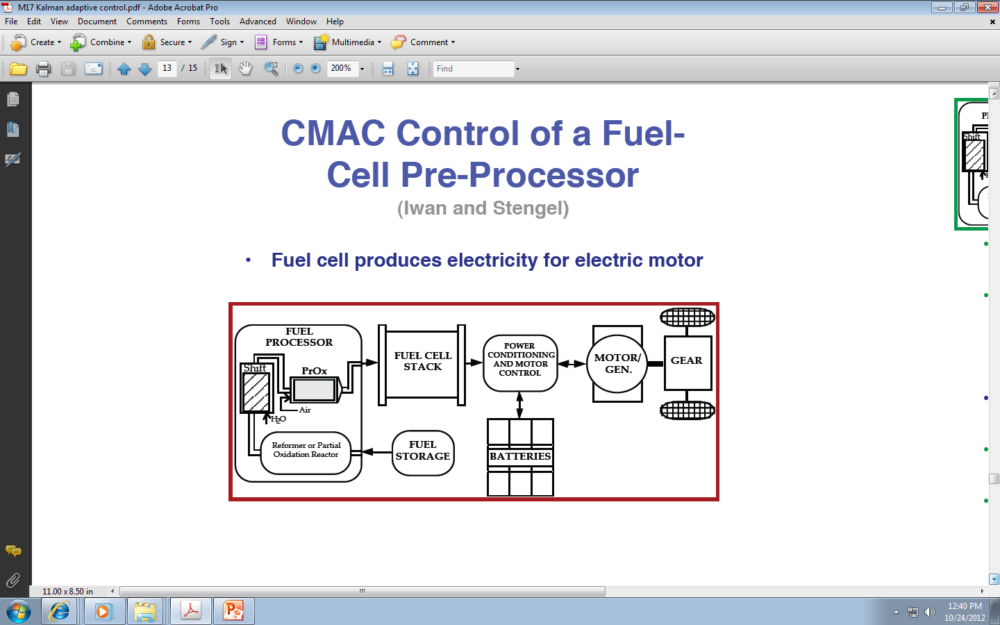 M17 Kalman adaptive control.pdf - Adobe Acrobat Pro
File Edit View Document Comments Forms Tools Advanced Window Help
Create Combine Secure Sign Forms Multimedia Comment
13 / 15 200% Find
CMAC Control of a Fuel-
Cell Pre-Processor
(Iwan and Stengel)
• Fuel cell produces electricity for electric motor
FUEL
PROCESSOR
Shift
PrOx
Air
H2O
Reformer or Partial
Oxidation Reactor
FUEL CELL
STACK
FUEL
STORAGE
POWER
CONDITIONING
AND MOTOR
CONTROL
BATTERIES
MOTOR/
GEN.
GEAR
Shift
11.00 x 8.50 in
12:40 PM
10/24/2012